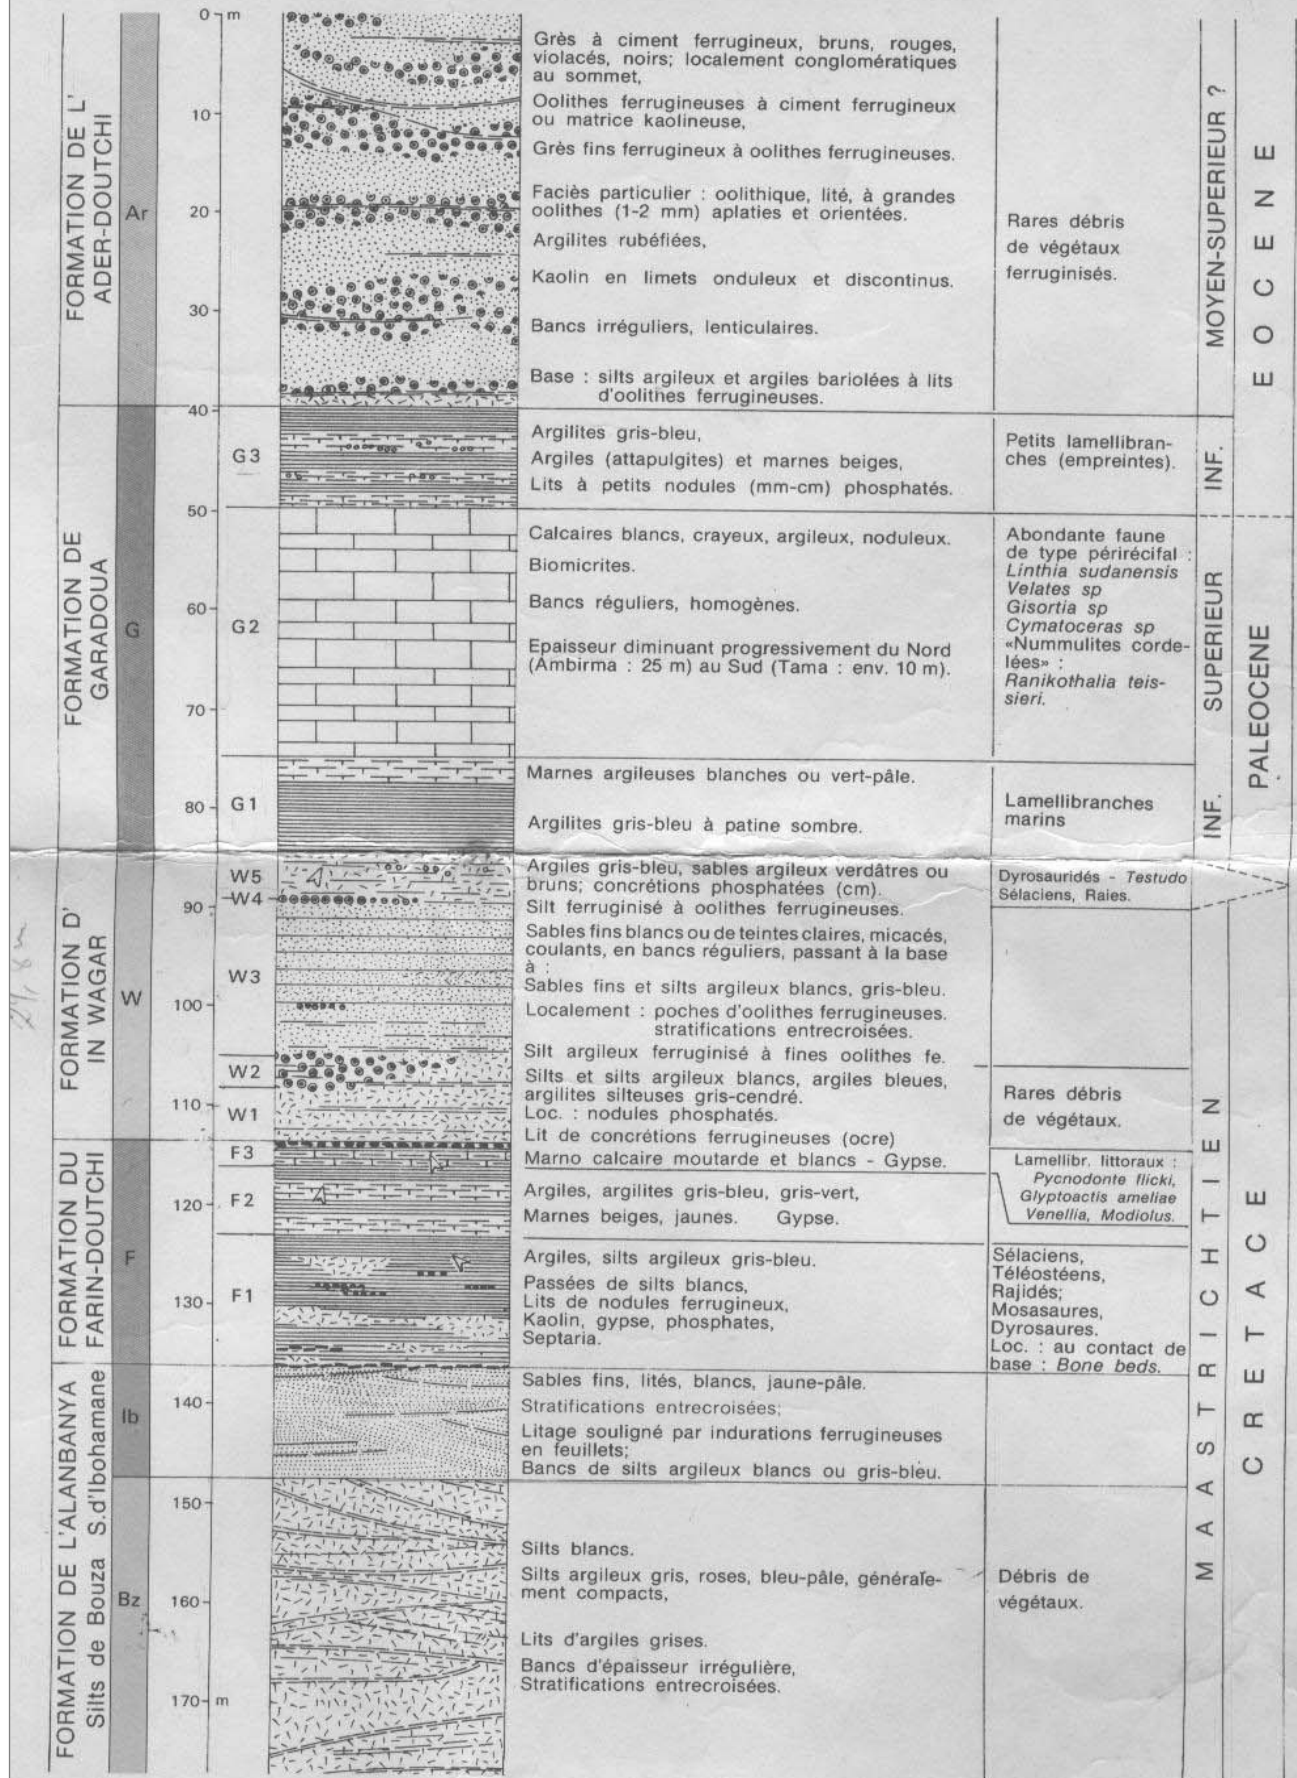 0 m
10
20
30
40
50
60
70
80
90
100
110
120
130
140
150
160
170 m
FORMATION DE L'
ADER-DOUTCHI
Ar
Grès à ciment ferrugineux, bruns, rouges,
violacés, noirs; localement conglomératiques
au sommet,
Oolithes ferrugineuses à ciment ferrugineux
ou matrice kaolineuse,
Grès fins ferrugineux à oolithes ferrugineuses.
Faciès particulier : oolithique, lité, à grandes
oolithes (1-2 mm) aplaties et orientées.
Argilites rubéfiées,
Kaolin en limets onduleux et discontinus.
Bancs irréguliers, lenticulaires.
Base : silts argileux et argiles bariolées à lits
d'oolithes ferrugineuses.
Rares débris
de végétaux
ferruginisés.
MOYEN-SUPERIEUR ?
EOCENE
FORMATION DE
GARADOUA
G
G3
Argilites gris-bleu,
Argiles (attapulgites) et marnes beiges,
Lits à petits nodules (mm-cm) phosphatés.
Petits lamellibran-
ches (empreintes).
INF.
G2
Calcaires blancs, crayeux, argileux, noduleux.
Biomicrites.
Bancs réguliers, homogènes.
Epaisseur diminuant progressivement du Nord
(Ambirma : 25 m) au Sud (Tama : env. 10 m).
Abondante faune
de type périrécifal :
Linthia sudanensis
Velates sp
Gisortia sp
Cymatoceras sp
«Nummulites corde-
lées» :
Ranikothalia teis-
sieri.
SUPERIEUR
PALEOCENE
G1
Marnes argileuses blanches ou vert-pâle.
Argilites gris-bleu à patine sombre.
Lamellibranches
marins
INF.
FORMATION D'
IN WAGAR
W
W5
Argiles gris-bleu, sables argileux verdâtres ou
bruns; concrétions phosphatées (cm).
Dyrosauridés - Testudo
Sélaciens, Raies.
W4
Silt ferruginisé à oolithes ferrugineuses.
W3
Sables fins blancs ou de teintes claires, micacés,
coulants, en bancs réguliers, passant à la base
à :
Sables fins et silts argileux blancs, gris-bleu.
Localement : poches d'oolithes ferrugineuses.
stratifications entrecroisées.
W2
Silt argileux ferruginisé à fines oolithes fe.
W1
Silts et silts argileux blancs, argiles bleues,
argilites silteuses gris-cendré.
Loc. : nodules phosphatés.
Rares débris
de végétaux.
FORMATION DU
FARIN-DOUTCHI
F
F3
Lit de concrétions ferrugineuses (ocre)
Marno calcaire moutarde et blancs - Gypse.
Lamellibr. littoraux :
Pycnodonte flicki,
Glyptoactis ameliae
Venellia, Modiolus.
F2
Argiles, argilites gris-bleu, gris-vert,
Marnes beiges, jaunes. Gypse.
F1
Argiles, silts argileux gris-bleu.
Passées de silts blancs,
Lits de nodules ferrugineux,
Kaolin, gypse, phosphates,
Septaria.
Sélaciens,
Téléostéens,
Rajidés;
Mosasaures,
Dyrosaures.
Loc. : au contact de
base : Bone beds.
MAASTRICHTIEN
CRETACE
FORMATION DE L'ALANBANYA
Silts de Bouza S.d'Ibohamane
Ib
Sables fins, lités, blancs, jaune-pâle.
Stratifications entrecroisées;
Litage souligné par indurations ferrugineuses
en feuillets;
Bancs de silts argileux blancs ou gris-bleu.
Bz
Silts blancs.
Silts argileux gris, roses, bleu-pâle, générale-
ment compacts,
Lits d'argiles grises.
Bancs d'épaisseur irrégulière,
Stratifications entrecroisées.
Débris de
végétaux.